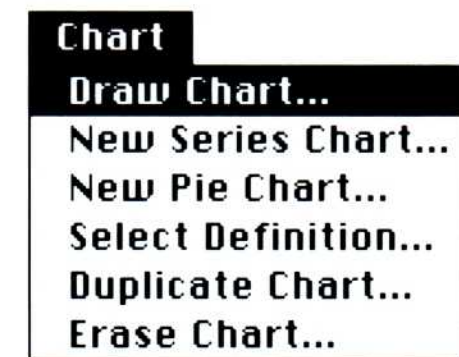 Chart
Draw Chart...
New Series Chart...
New Pie Chart...
Select Definition...
Duplicate Chart...
Erase Chart...